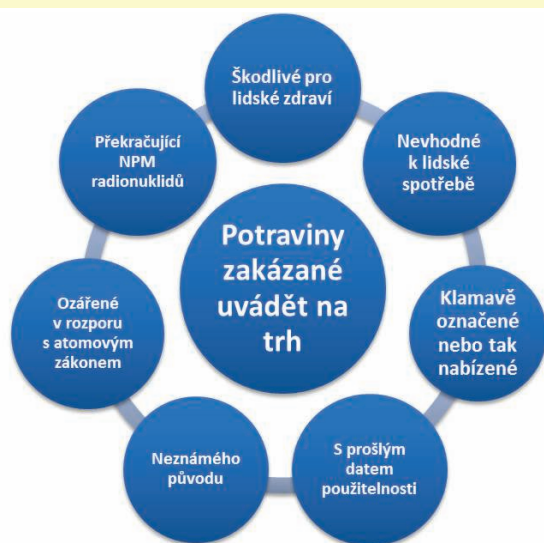 Škodlivé pro
lidské zdraví
Nevhodné
k lidské
spotřebě
Klamavě
označené
nebo tak
nabízené
S prošlým
datem
použitelnosti
Neznámého
původu
Ozářené
v rozporu
s atomovým
zákonem
Překračující
NPM
radionuklidů
Potraviny
zakázané
uvádět na
trh